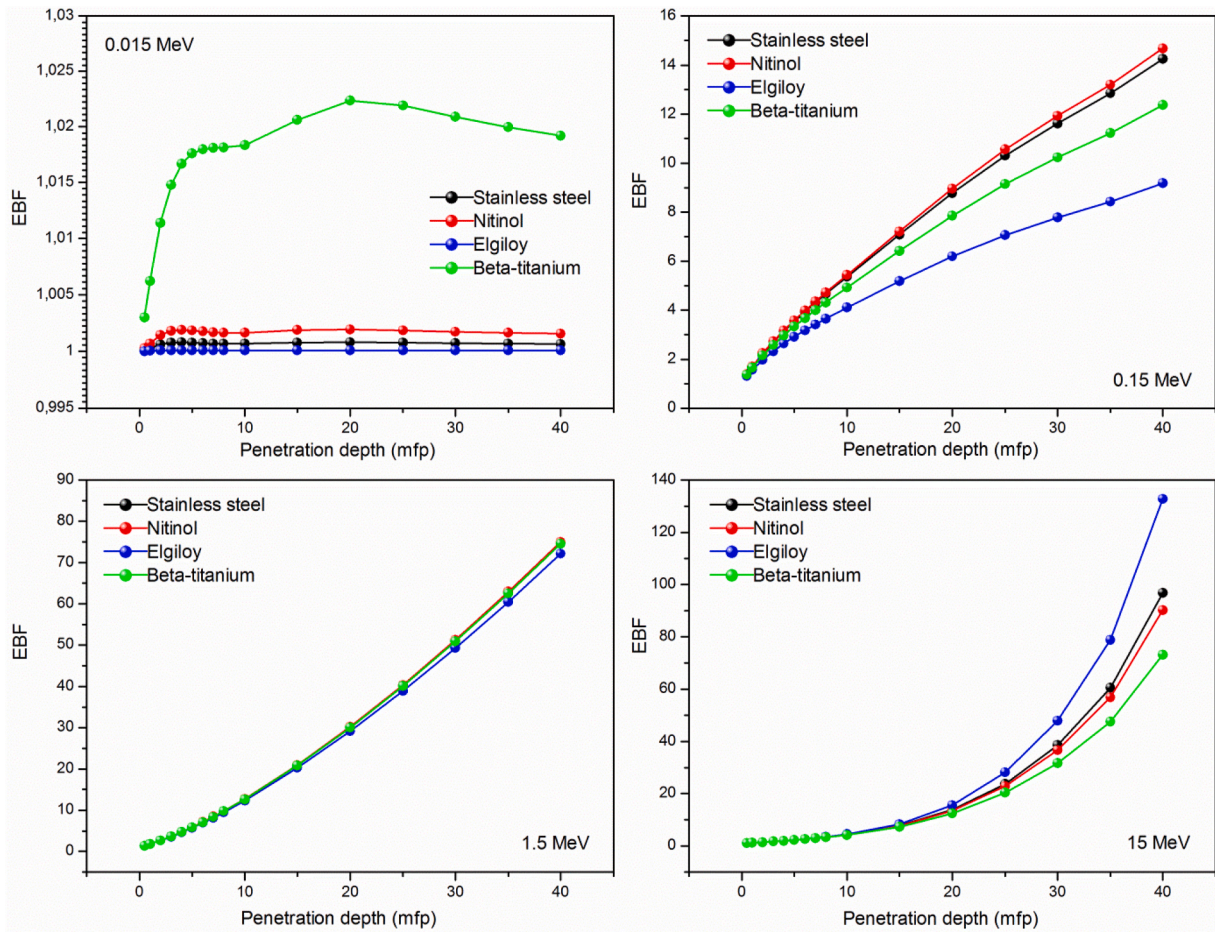 0.015 MeV
1,03
1,025
1,02
1,015
1,01
1,005
1
0,995
EBF
Stainless steel
Nitinol
Elgiloy
Beta-titanium
0 10 20 30 40
Penetration depth (mfp)
16
14
12
10
8
6
4
2
0
EBF
Stainless steel
Nitinol
Elgiloy
Beta-titanium
0.15 MeV
0 10 20 30 40
Penetration depth (mfp)
90
80
70
60
50
40
30
20
10
0
EBF
Stainless steel
Nitinol
Elgiloy
Beta-titanium
1.5 MeV
0 10 20 30 40
Penetration depth (mfp)
140
120
100
80
60
40
20
0
EBF
Stainless steel
Nitinol
Elgiloy
Beta-titanium
15 MeV
0 10 20 30 40
Penetration depth (mfp)